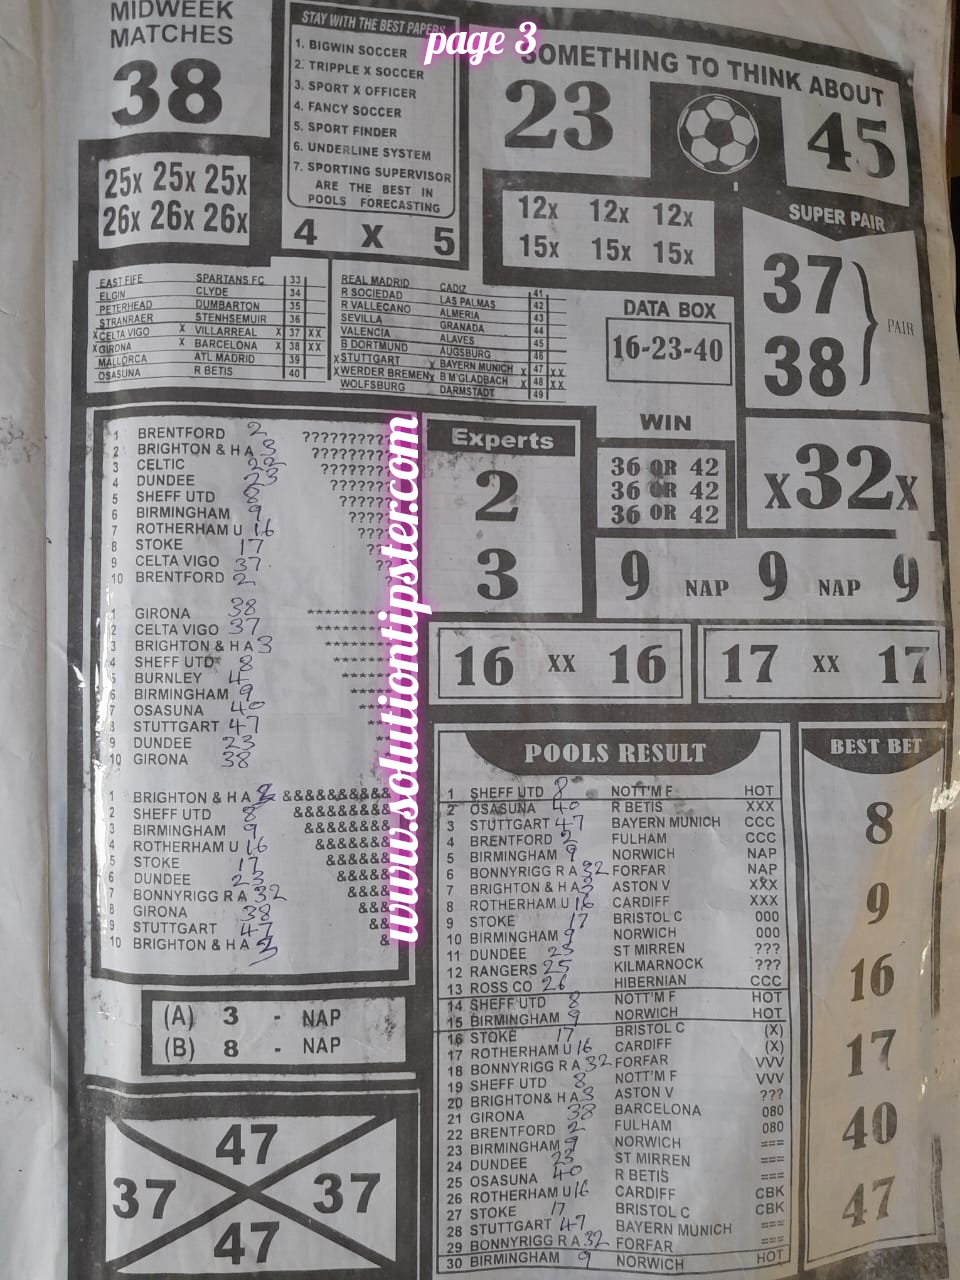 page 3
MIDWEEK
MATCHES
38
25x 25x 25x
26x 26x 26x
STAY WITH THE BEST PAPERS
1. BIGWIN SOCCER
2. TRIPPLE X SOCCER
3. SPORT X OFFICER
4. FANCY SOCCER
5. SPORT FINDER
6. UNDERLINE SYSTEM
7. SPORTING SUPERVISOR
ARE THE BEST IN
POOLS FORECASTING
4 X 5
SOMETHING TO THINK ABOUT
23 45
12x 12x 12x
15x 15x 15x
SUPER PAIR
37
38
PAIR
EAST FIFE SPARTANS FC 33
ELGIN CLYDE 34
PETERHEAD DUMBARTON 35
STRANRAER STENHSEMUIR 36
X CELTA VIGO X VILLARREAL X 37 XX
X GIRONA X BARCELONA X 38 XX
MALLORCA ATL MADRID 39
OSASUNA R BETIS 40
REAL MADRID CADIZ 41
R SOCIEDAD LAS PALMAS 42
R VALLECANO ALMERIA 43
SEVILLA GRANADA 44
VALENCIA ALAVES 45
B DORTMUND AUGSBURG 46
X STUTTGART X BAYERN MUNICH X 47 XX
X WERDER BREMEN X B M'GLADBACH X 48 XX
WOLFSBURG DARMSTADT 49
DATA BOX
16-23-40
WIN
36 OR 42
36 OR 42
36 OR 42
x32x
1 BRENTFORD 2 ?????????
2 BRIGHTON & H A 3 ????????
3 CELTIC ????????
4 DUNDEE 23 ???????
5 SHEFF UTD 8 ??????
6 BIRMINGHAM 9 ?????
7 ROTHERHAM U 16 ????
8 STOKE 17 ???
9 CELTA VIGO 37 ??
10 BRENTFORD 2 ?
1 GIRONA 38 **********
2 CELTA VIGO 37 *********
3 BRIGHTON & H A 3 ********
4 SHEFF UTD 8 *******
5 BURNLEY 4 ******
6 BIRMINGHAM 9 *****
7 OSASUNA 40 ****
8 STUTTGART 47 ***
9 DUNDEE 23 **
10 GIRONA 38
1 BRIGHTON & H A &&&&&&&&&&
2 SHEFF UTD 8 &&&&&&&&&
3 BIRMINGHAM 9 &&&&&&&&
4 ROTHERHAM U 16 &&&&&&&
5 STOKE 17 &&&&&&
6 DUNDEE 23 &&&&&
7 BONNYRIGG R A 32 &&&&
8 GIRONA 38 &&&
9 STUTTGART 47 &&
10 BRIGHTON & H A 3 &
www.solutiontipster.com
Experts
2
3
9 NAP 9 NAP 9
16 XX 16
17 XX 17
(A) 3 - NAP
(B) 8 - NAP
47
37 37
47
POOLS RESULT
1 SHEFF UTD 8 NOTT'M F HOT
2 OSASUNA 40 R BETIS XXX
3 STUTTGART 47 BAYERN MUNICH CCC
4 BRENTFORD 2 FULHAM CCC
5 BIRMINGHAM 9 NORWICH NAP
6 BONNYRIGG R A 32 FORFAR NAP
7 BRIGHTON & H A 3 ASTON V XXX
8 ROTHERHAM U 16 CARDIFF XXX
9 STOKE 17 BRISTOL C 000
10 BIRMINGHAM 9 NORWICH 000
11 DUNDEE 23 ST MIRREN ???
12 RANGERS 25 KILMARNOCK ???
13 ROSS CO 26 HIBERNIAN CCC
14 SHEFF UTD 8 NOTT'M F HOT
15 BIRMINGHAM 9 NORWICH HOT
16 STOKE 17 BRISTOL C (X)
17 ROTHERHAM U 16 CARDIFF (X)
18 BONNYRIGG R A 32 FORFAR VVV
19 SHEFF UTD 8 NOTT'M F VVV
20 BRIGHTON& H A 3 ASTON V ???
21 GIRONA 38 BARCELONA 080
22 BRENTFORD 2 FULHAM 080
23 BIRMINGHAM 9 NORWICH ===
24 DUNDEE 23 ST MIRREN ===
25 OSASUNA 40 R BETIS ===
26 ROTHERHAM U 16 CARDIFF CBK
27 STOKE 17 BRISTOL C CBK
28 STUTTGART 47 BAYERN MUNICH ===
29 BONNYRIGG R A 32 FORFAR ===
30 BIRMINGHAM 9 NORWICH HOT
BEST BET
8
9
16
17
40
47